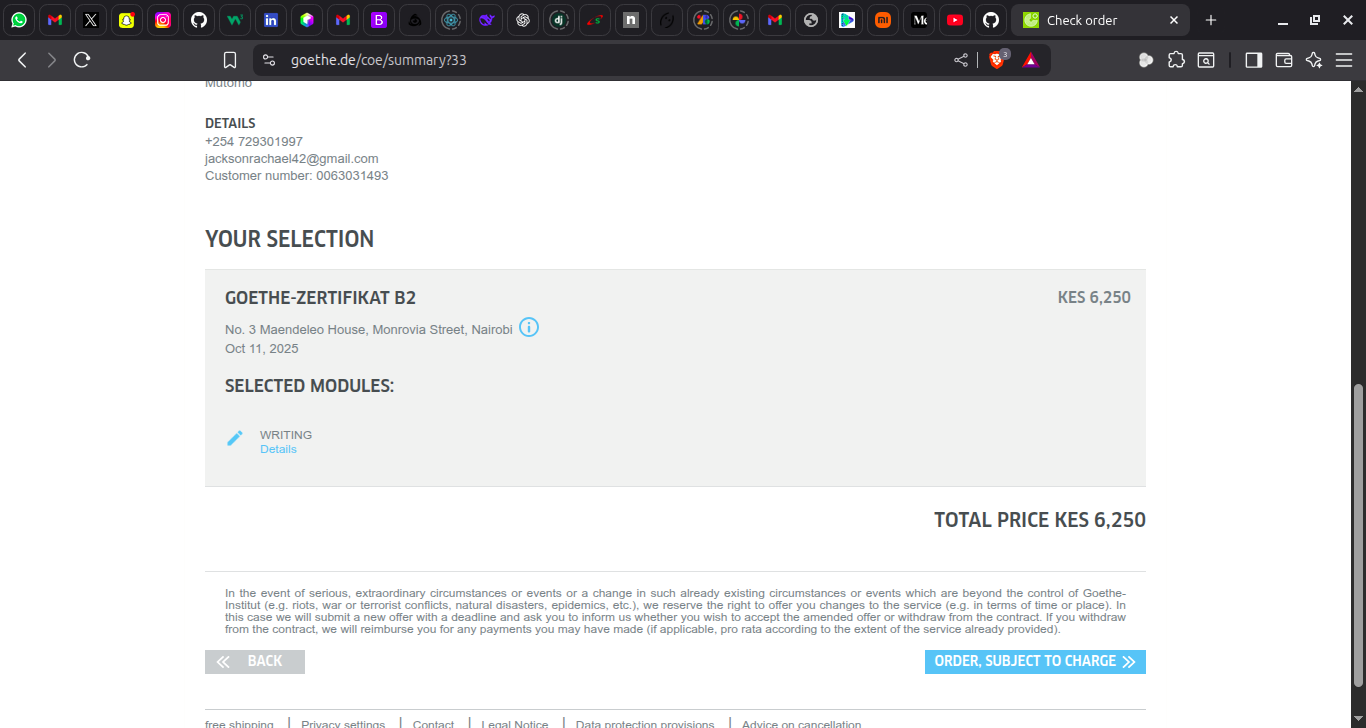 Check order
goethe.de/coe/summary?33
3
Mutomo
DETAILS
+254 729301997
jacksonrachael42@gmail.com
Customer number: 0063031493
YOUR SELECTION
GOETHE-ZERTIFIKAT B2
KES 6,250
No. 3 Maendeleo House, Monrovia Street, Nairobi
Oct 11, 2025
SELECTED MODULES:
WRITING
Details
TOTAL PRICE KES 6,250
In the event of serious, extraordinary circumstances or events or a change in such already existing circumstances or events which are beyond the control of Goethe-
Institut (e.g. riots, war or terrorist conflicts, natural disasters, epidemics, etc.), we reserve the right to offer you changes to the service (e.g. in terms of time or place). In
this case we will submit a new offer with a deadline and ask you to inform us whether you wish to accept the amended offer or withdraw from the contract. If you withdraw
from the contract, we will reimburse you for any payments you may have made (if applicable, pro rata according to the extent of the service already provided).
BACK
ORDER, SUBJECT TO CHARGE
free shipping | Privacy settings | Contact | Legal Notice | Data protection provisions | Advice on cancellation